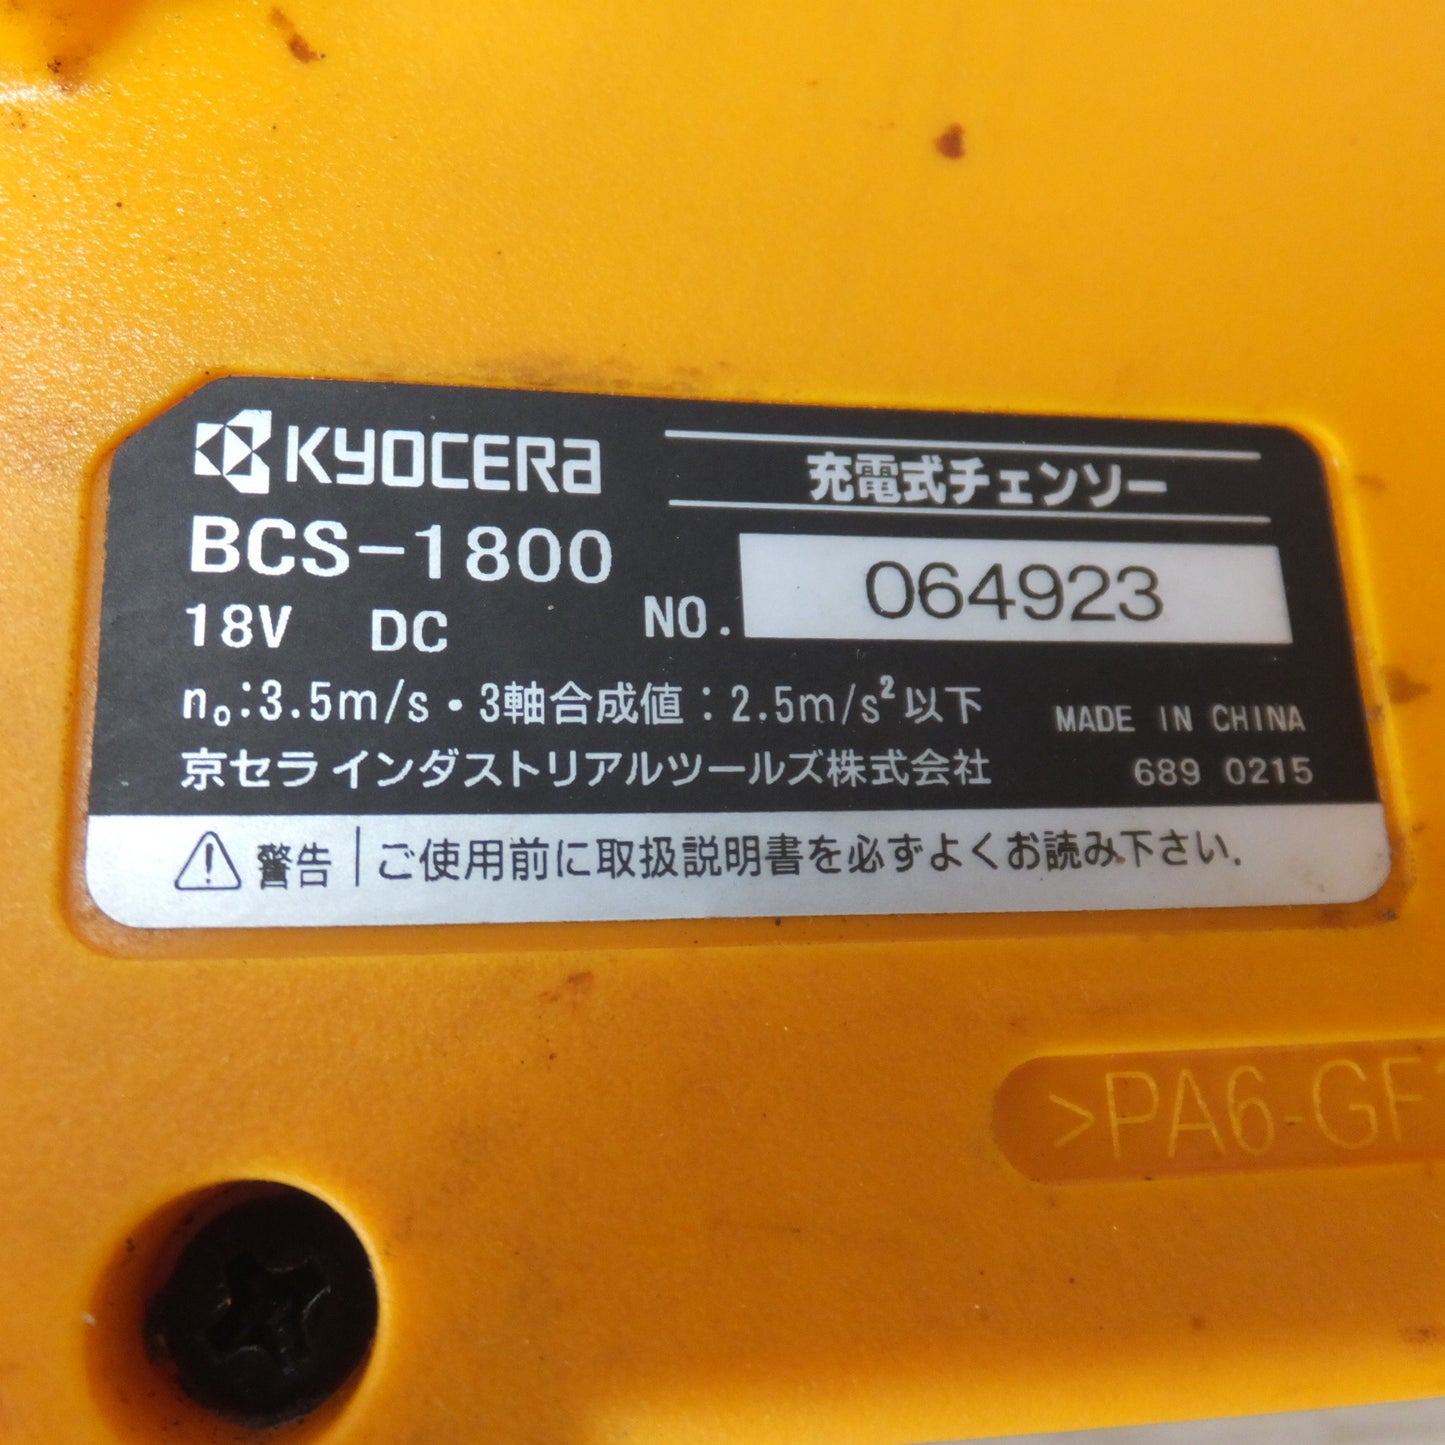 KYOCERa
充電式チェンソー
BCS-1800
18V DC
NO. 064923
no:3.5m/s・3軸合成値:2.5m/s²以下
MADE IN CHINA
京セラ インダストリアルツールズ株式会社
689 0215
警告 ご使用前に取扱説明書を必ずよくお読み下さい.
>PA6-GF